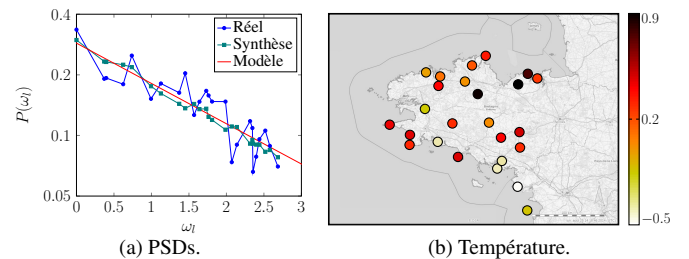 0.4
0.2
0.1
0.05
P(ω_l)
Réel
Synthèse
Modèle
0 0.5 1 1.5 2 2.5 3
ω_l
(a) PSDs.
0.9
0.2
−0.5
(b) Température.